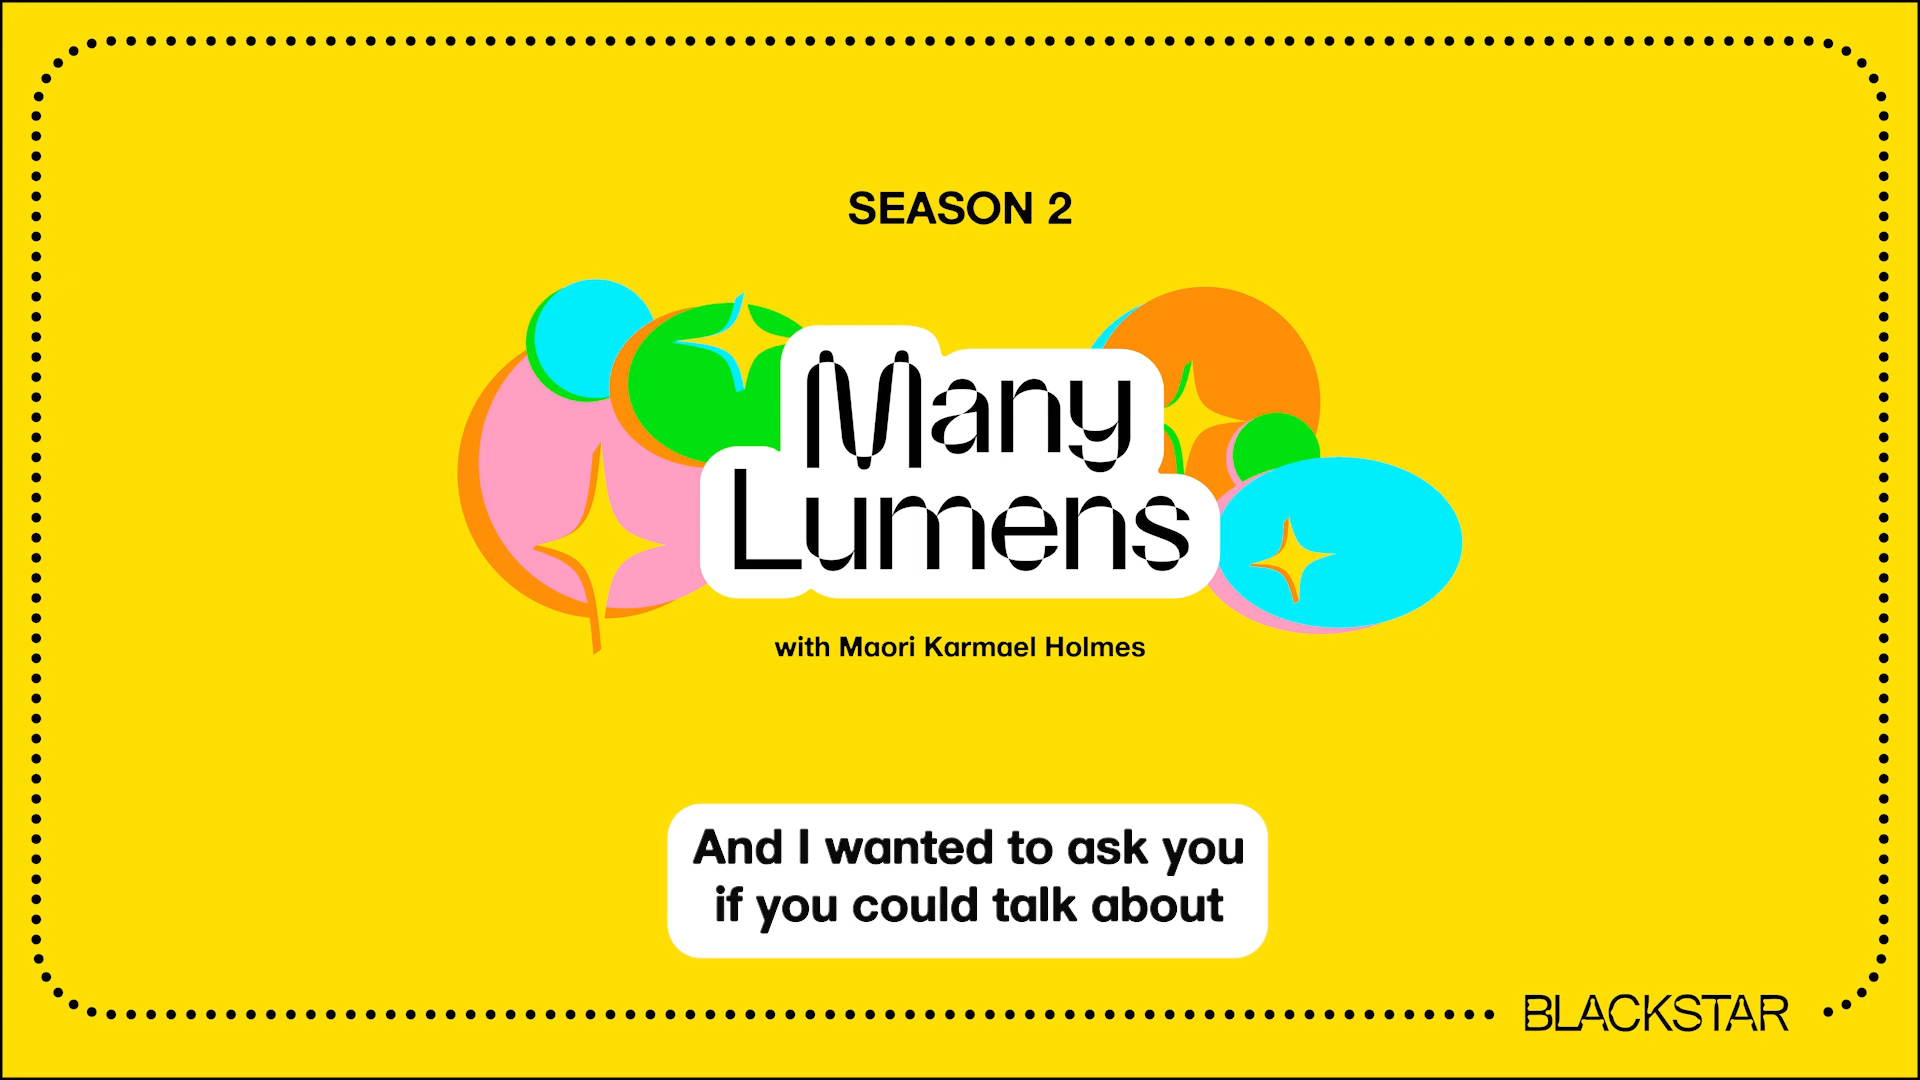 SEASON 2
Many
Lumens
with Maori Karmael Holmes
And I wanted to ask you
if you could talk about
BLACKSTAR